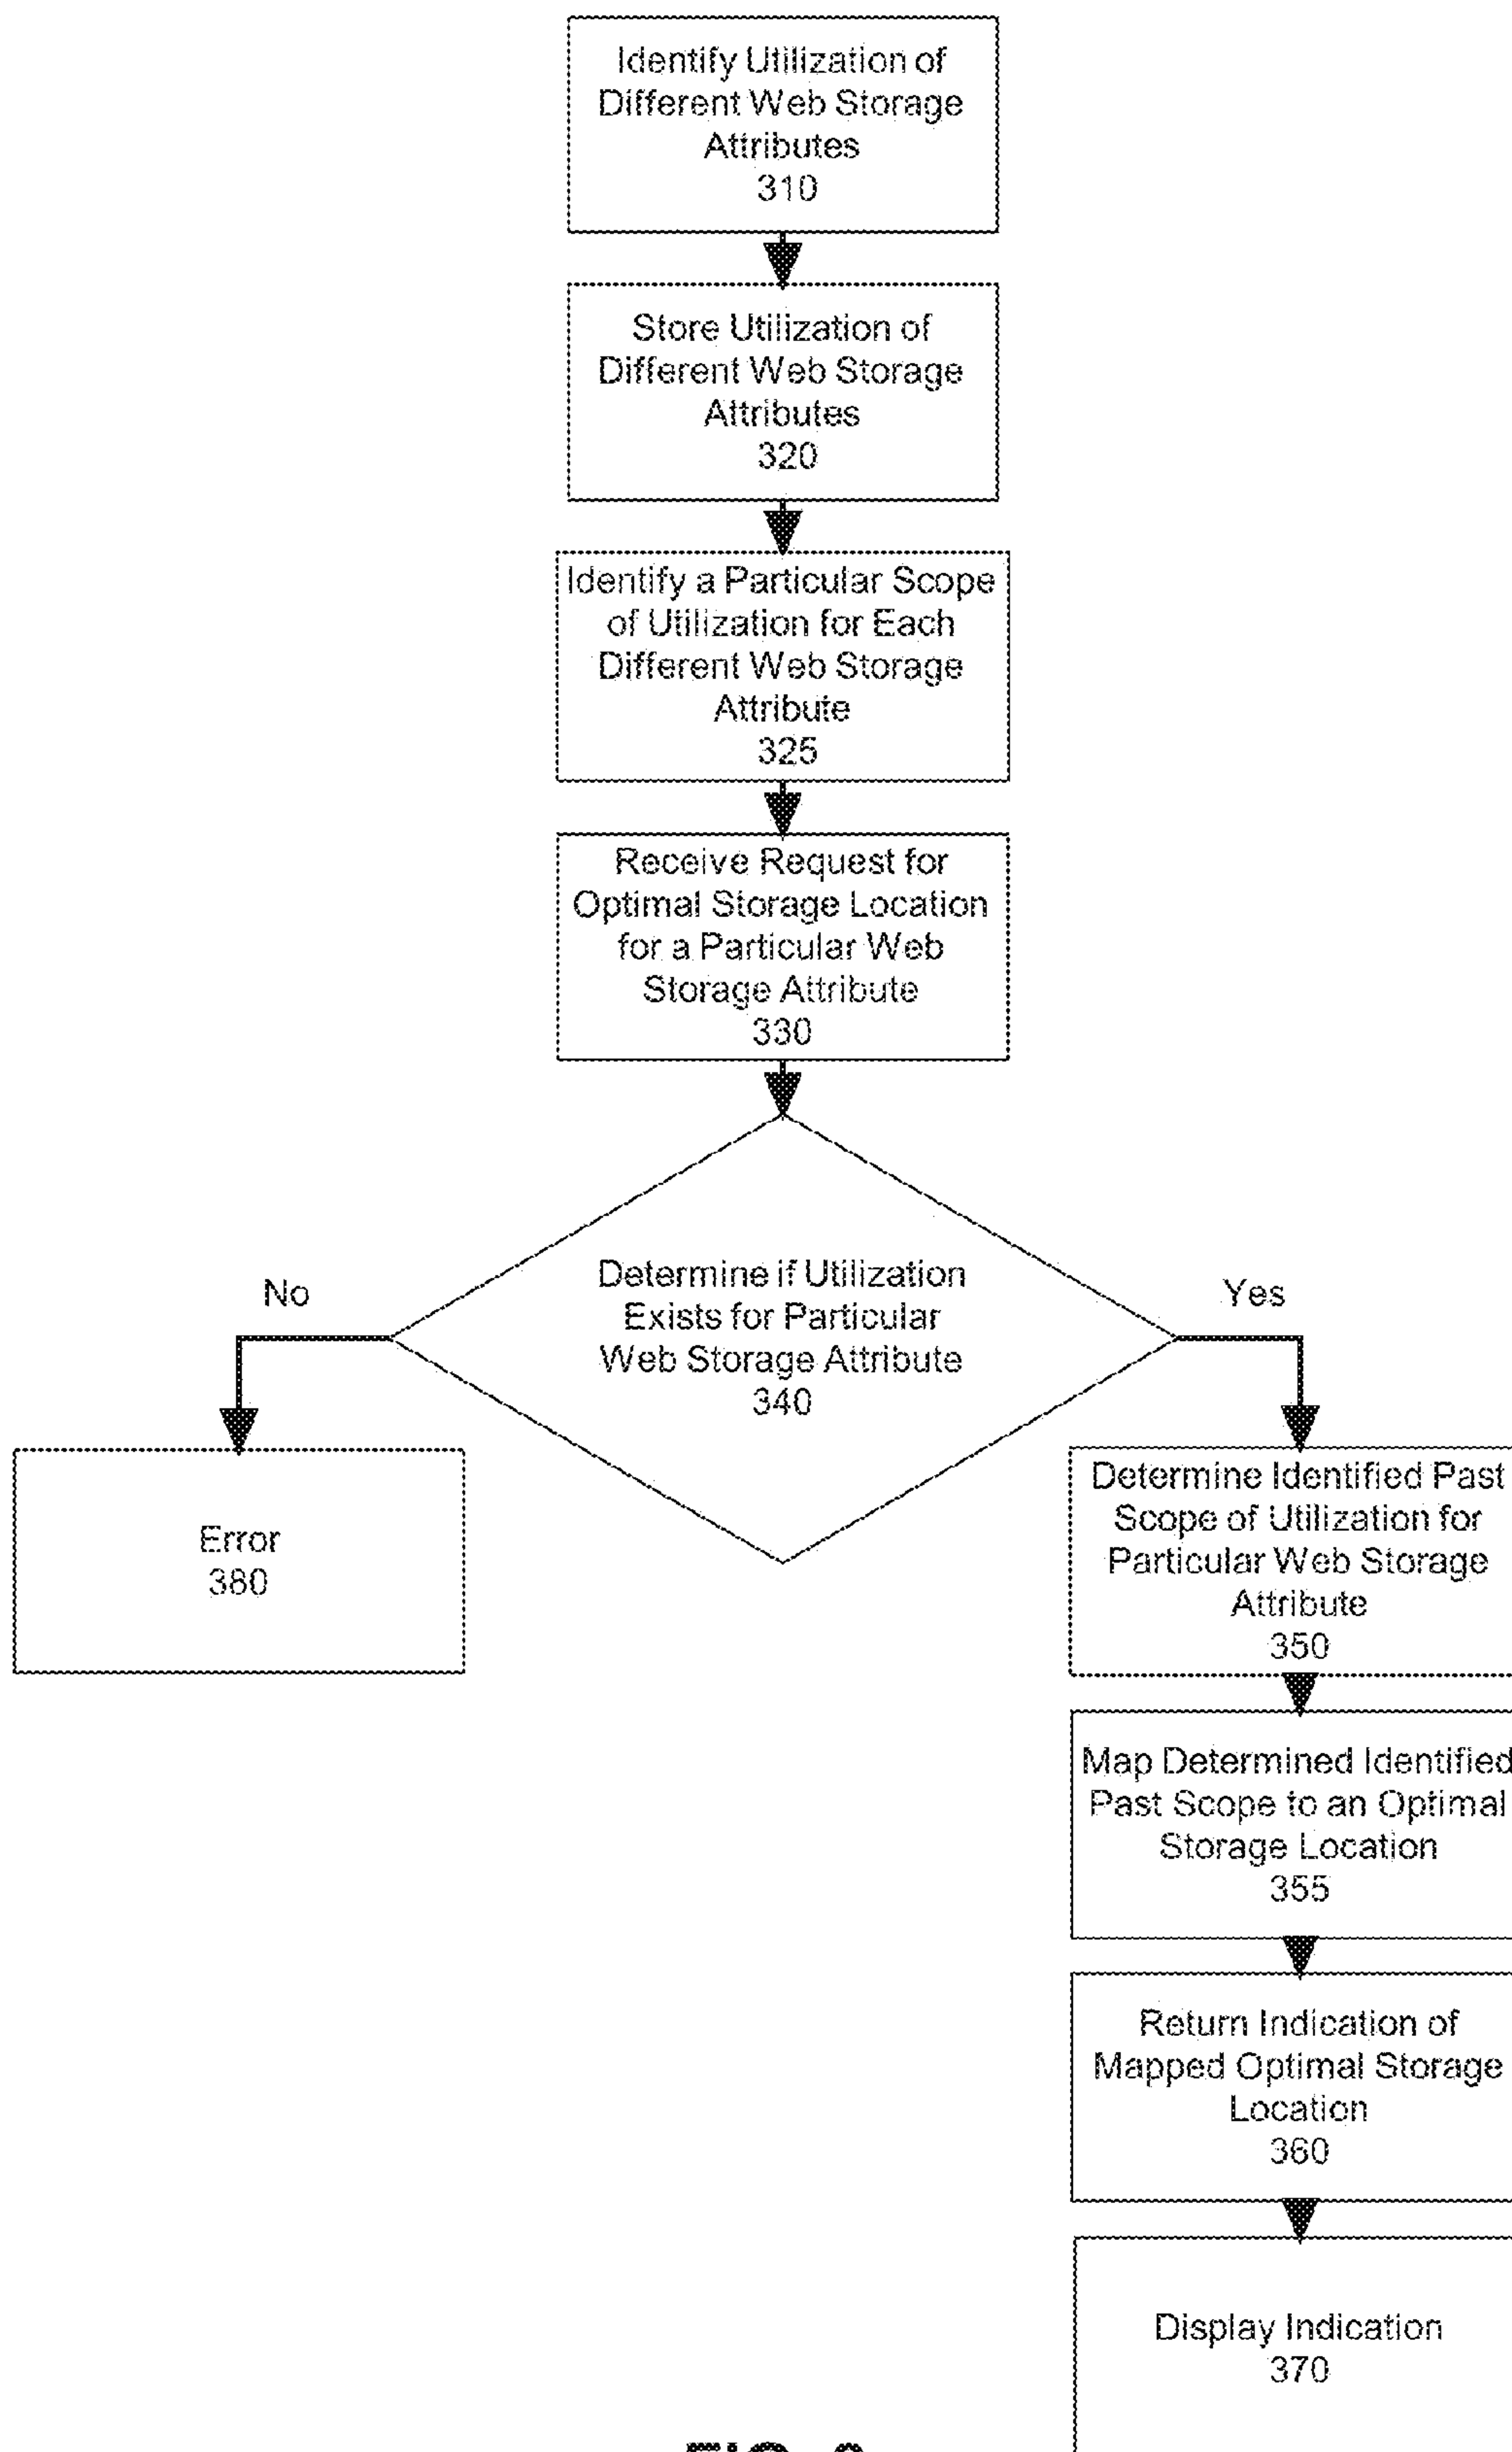 Identify Utilization of
Different Web Storage
Attributes
310
Store Utilization of
Different Web Storage
Attributes
320
Identify a Particular Scope
of Utilization for Each
Different Web Storage
Attribute
325
Receive Request for
Optimal Storage Location
for a Particular Web
Storage Attribute
330
Determine if Utilization
Exists for Particular
Web Storage Attribute
340
No
Yes
Error
380
Determine Identified Past
Scope of Utilization for
Particular Web Storage
Attribute
350
Map Determined Identified
Past Scope to an Optimal
Storage Location
355
Return Indication of
Mapped Optimal Storage
Location
360
Display Indication
370
FIG.